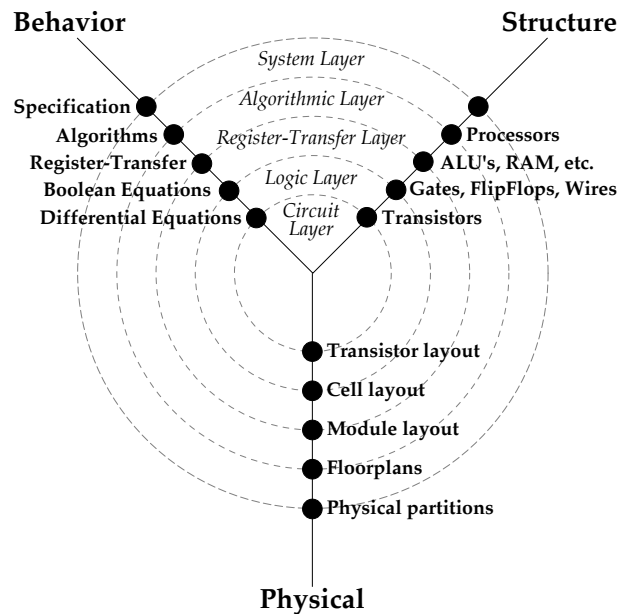 Behavior
Structure
System Layer
Specification
Algorithmic Layer
Algorithms
Register-Transfer Layer
Processors
Register-Transfer
ALU's, RAM, etc.
Logic Layer
Boolean Equations
Gates, FlipFlops, Wires
Differential Equations
Circuit
Layer
Transistors
Transistor layout
Cell layout
Module layout
Floorplans
Physical partitions
Physical